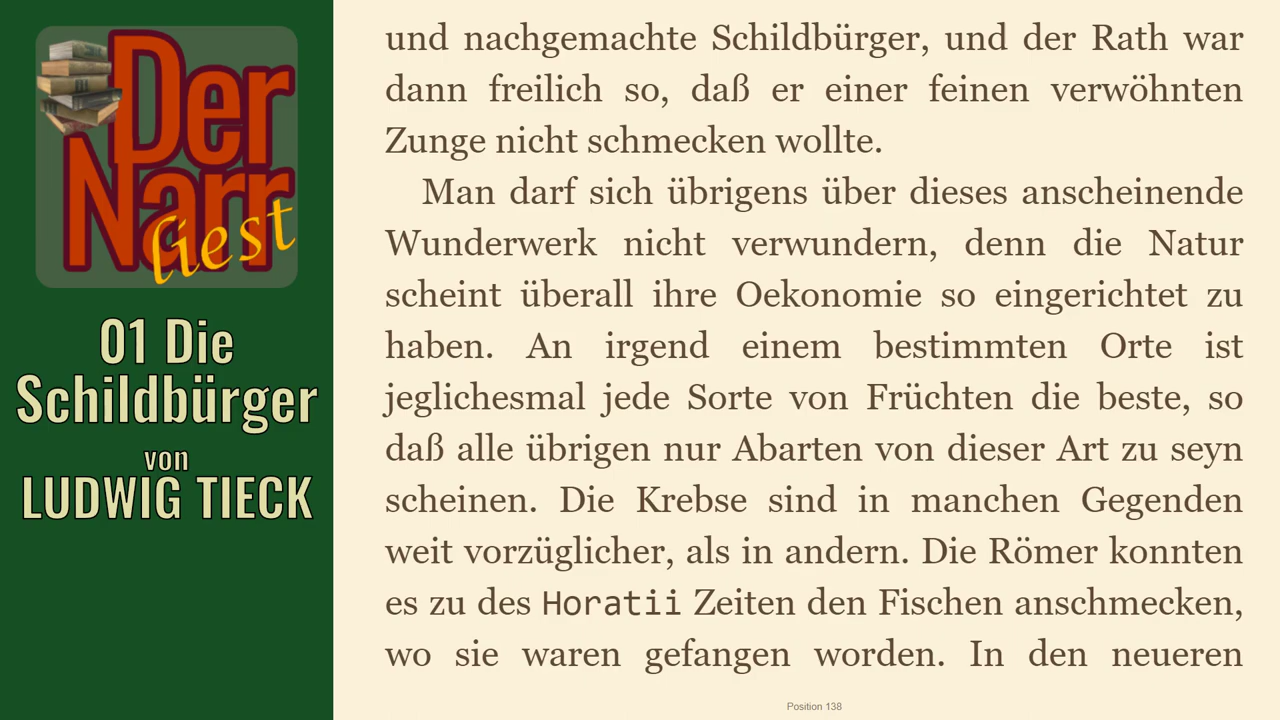 Der
Narr
liest
01 Die
Schildbürger
von
LUDWIG TIECK
und nachgemachte Schildbürger, und der Rath war
dann freilich so, daß er einer feinen verwöhnten
Zunge nicht schmecken wollte.
Man darf sich übrigens über dieses anscheinende
Wunderwerk nicht verwundern, denn die Natur
scheint überall ihre Oekonomie so eingerichtet zu
haben. An irgend einem bestimmten Orte ist
jeglichesmal jede Sorte von Früchten die beste, so
daß alle übrigen nur Abarten von dieser Art zu seyn
scheinen. Die Krebse sind in manchen Gegenden
weit vorzüglicher, als in andern. Die Römer konnten
es zu des Horatii Zeiten den Fischen anschmecken,
wo sie waren gefangen worden. In den neueren
Position 138